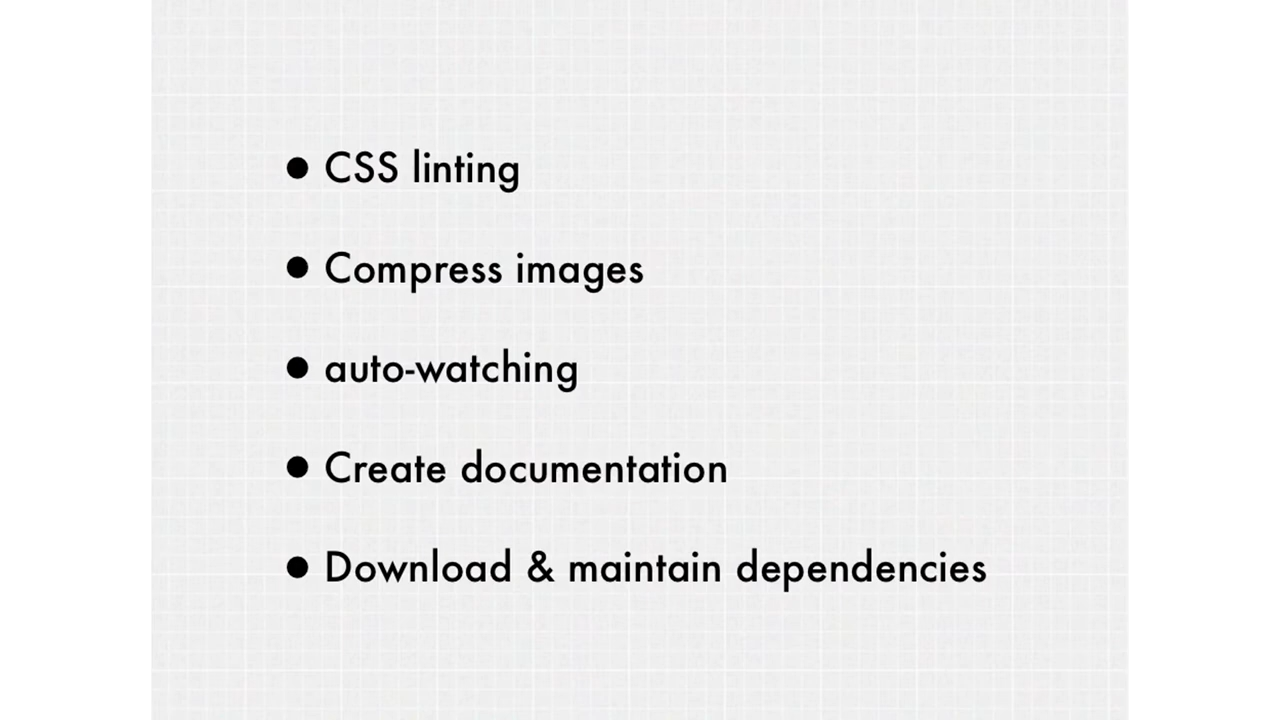 • CSS linting
• Compress images
• auto-watching
• Create documentation
• Download & maintain dependencies